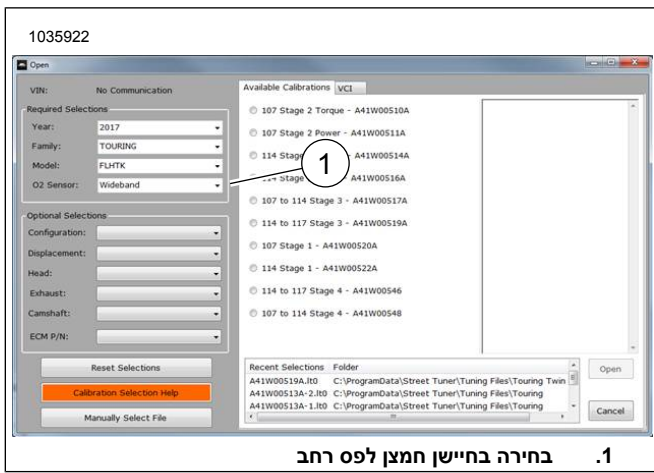 1035922
Open
VIN: No Communication
Required Selections
Year: 2017
Family: TOURING
Model: FLHTK
O2 Sensor: Wideband
Optional Selections
Configuration:
Displacement:
Head:
Exhaust:
Camshaft:
ECM P/N:
Reset Selections
Calibration Selection Help
Manually Select File
Available Calibrations VCI
107 Stage 2 Torque - A41W00510A
107 Stage 2 Power - A41W00511A
114 Stage A41W00514A
Stage A41W00516A
107 to 114 Stage 3 - A41W00517A
114 to 117 Stage 3 - A41W00519A
107 Stage 1 - A41W00520A
114 Stage 1 - A41W00522A
114 to 117 Stage 4 - A41W00546
107 to 114 Stage 4 - A41W00548
1
Recent Selections Folder
A41W00519A.lt0 C:\ProgramData\Street Tuner\Tuning Files\Touring Twin
A41W00513A-2.lt0 C:\ProgramData\Street Tuner\Tuning Files\Touring
A41W00513A-1.lt0 C:\ProgramData\Street Tuner\Tuning Files\Touring
Open
Cancel
1. בחירה בחיישן חמצן לפס רחב